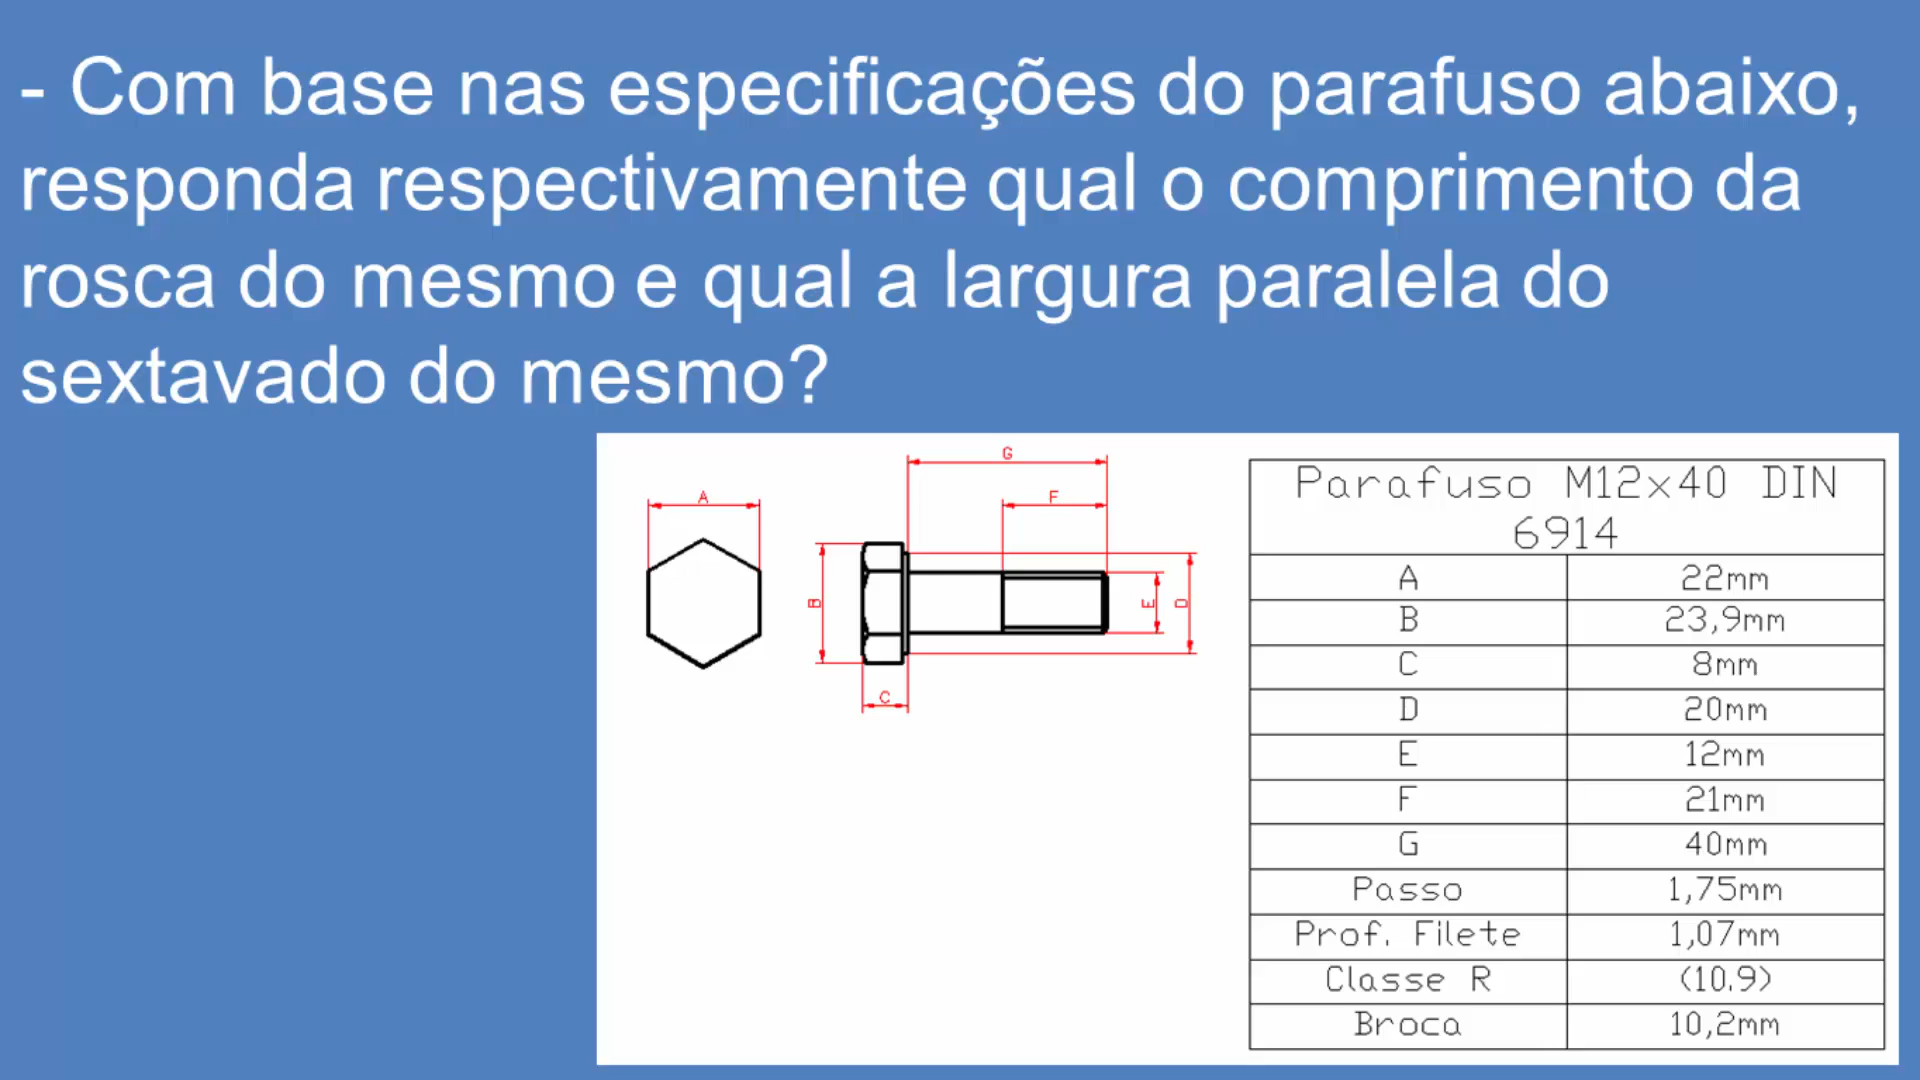 - Com base nas especificações do parafuso abaixo,
responda respectivamente qual o comprimento da
rosca do mesmo e qual a largura paralela do
sextavado do mesmo?
G
A
F
B
E
D
C
Parafuso M12x40 DIN
6914
A 22mm
B 23,9mm
C 8mm
D 20mm
E 12mm
F 21mm
G 40mm
Passo 1,75mm
Prof. Filete 1,07mm
Classe R (10.9)
Broca 10,2mm